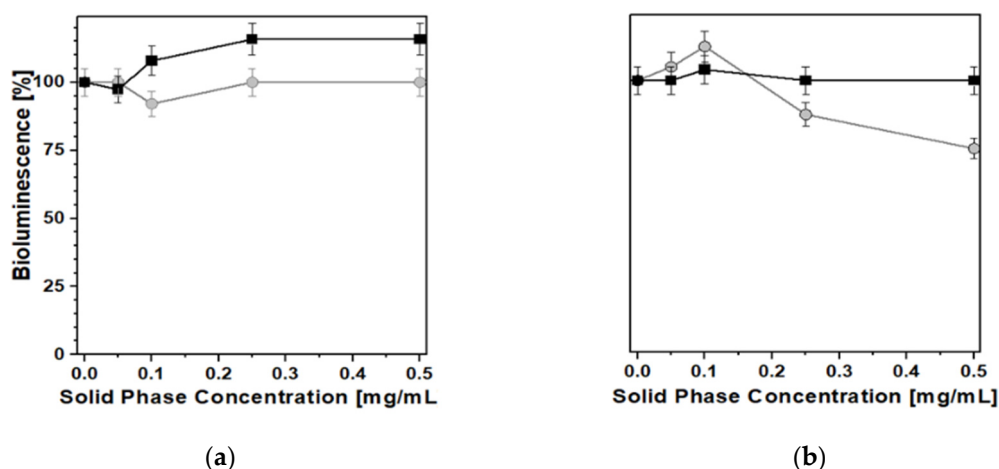 Bioluminescence [%]
100
75
50
25
0
0.0 0.1 0.2 0.3 0.4 0.5
Solid Phase Concentration [mg/mL
(a)
0.0 0.1 0.2 0.3 0.4 0.5
Solid Phase Concentration [mg/mL]
(b)